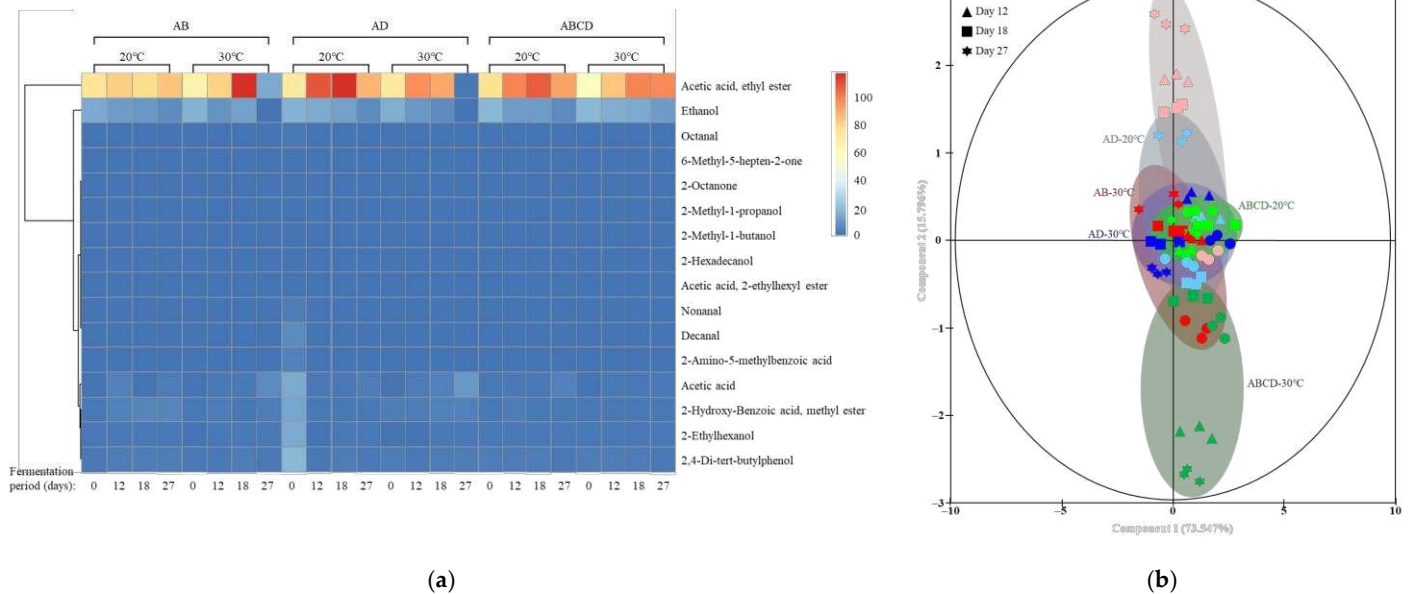 AB AD ABCD
20℃ 30℃ 20℃ 30℃ 20℃ 30℃
Acetic acid, ethyl ester
Ethanol
Octanal
6-Methyl-5-hepten-2-one
2-Octanone
2-Methyl-1-propanol
2-Methyl-1-butanol
2-Hexadecanol
Acetic acid, 2-ethylhexyl ester
Nonanal
Decanal
2-Amino-5-methylbenzoic acid
Acetic acid
2-Hydroxy-Benzoic acid, methyl ester
2-Ethylhexanol
2,4-Di-tert-butylphenol
100
80
60
40
20
0
Fermentation
period (days): 0 12 18 27 0 12 18 27 0 12 18 27 0 12 18 27 0 12 18 27 0 12 18 27
(a)
Day 12
Day 18
Day 27
2
1
0
−1
−2
−3
Component 2 (15.796%)
AD-20℃
AB-30℃
ABCD-20℃
AD-30℃
ABCD-30℃
−10 −5 0 5 10
Component 1 (73.547%)
(b)